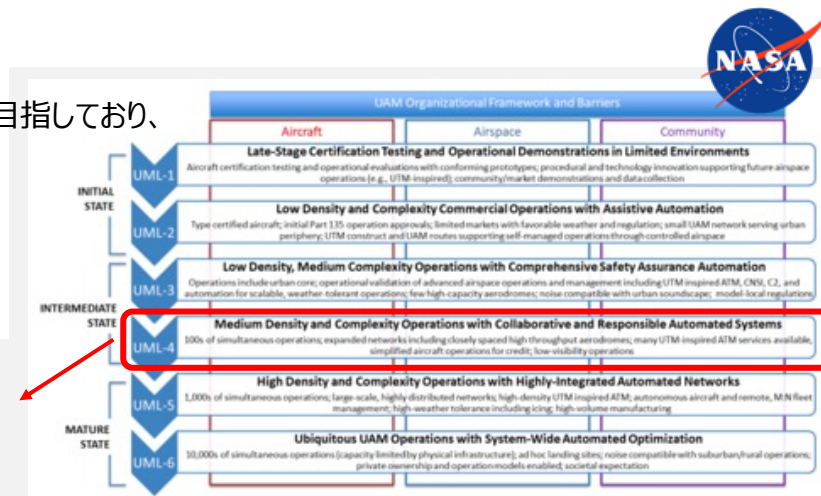 NASA
目指しており、
UAM Organizational Framework and Barriers
Aircraft
Airspace
Community
INITIAL
STATE
UML-1
Late-Stage Certification Testing and Operational Demonstrations in Limited Environments
Aircraft certification testing and operational evaluations with conforming prototypes; procedural and technology innovation supporting future airspace
operations (e.g., UTM-inspired); community/market demonstrations and data collection
UML-2
Low Density and Complexity Commercial Operations with Assistive Automation
Type certified aircraft; initial Part 135 operation approvals; limited markets with favorable weather and regulation; small UAM network serving urban
periphery; UTM construct and UAM routes supporting self-managed operations through controlled airspace
INTERMEDIATE
STATE
UML-3
Low Density, Medium Complexity Operations with Comprehensive Safety Assurance Automation
Operations include urban core; operational validation of advanced airspace operations and management including UTM inspired ATM, CNSI, C2, and
automation for scalable, weather-tolerant operations; few high-capacity aerodromes; noise compatible with urban soundscape; model-local regulations
UML-4
Medium Density and Complexity Operations with Collaborative and Responsible Automated Systems
100s of simultaneous operations; expanded networks including closely spaced high throughput aerodromes; many UTM-inspired ATM services available,
simplified aircraft operations for credit; low-visibility operations
MATURE
STATE
UML-5
High Density and Complexity Operations with Highly-Integrated Automated Networks
1,000s of simultaneous operations; large-scale, highly distributed networks; high-density UTM inspired ATM; autonomous aircraft and remote, M:N fleet
management; high-weather tolerance including icing; high-volume manufacturing
UML-6
Ubiquitous UAM Operations with System-Wide Automated Optimization
10,000s of simultaneous operations (capacity limited by physical infrastructure); ad hoc landing sites; noise compatible with suburban/rural operations;
private ownership and operation models enabled; societal expectation